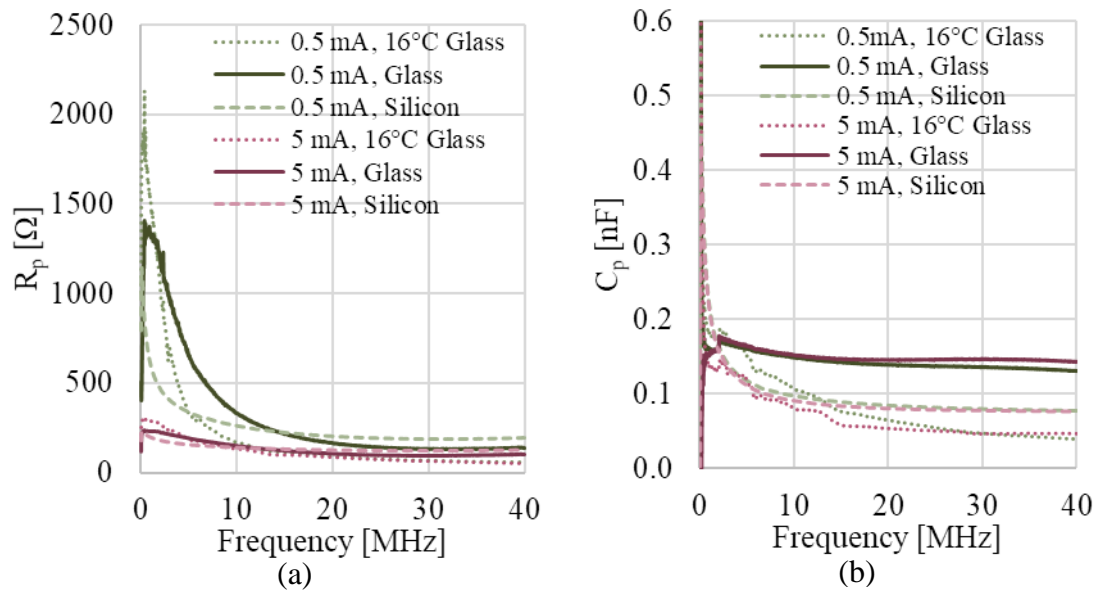 2500
2000
1500
1000
500
0
R_p [Ω]
0.5 mA, 16°C Glass
0.5 mA, Glass
0.5 mA, Silicon
5 mA, 16°C Glass
5 mA, Glass
5 mA, Silicon
0 10 20 30 40
Frequency [MHz]
(a)
0.6
0.5
0.4
0.3
0.2
0.1
0.0
C_p [nF]
0.5mA, 16°C Glass
0.5 mA, Glass
0.5 mA, Silicon
5 mA, 16°C Glass
5 mA, Glass
5 mA, Silicon
0 10 20 30 40
Frequency [MHz]
(b)